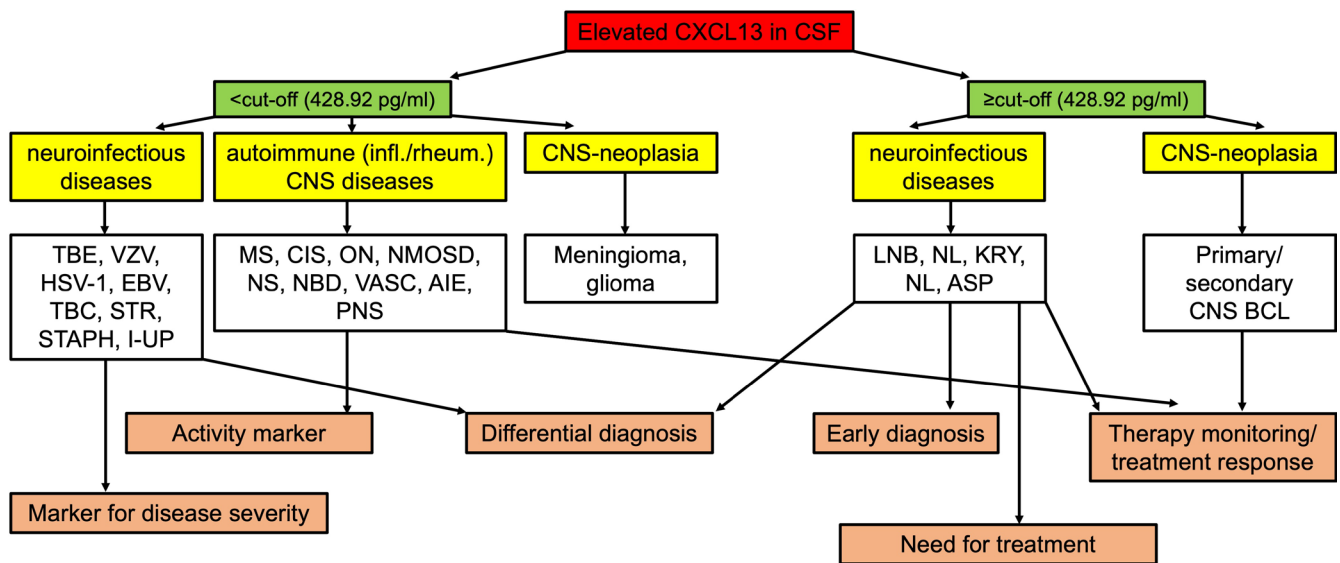 Elevated CXCL13 in CSF
<cut-off (428.92 pg/ml)
≥cut-off (428.92 pg/ml)
neuroinfectious
diseases
autoimmune (infl./rheum.)
CNS diseases
CNS-neoplasia
neuroinfectious
diseases
CNS-neoplasia
TBE, VZV,
HSV-1, EBV,
TBC, STR,
STAPH, I-UP
MS, CIS, ON, NMOSD,
NS, NBD, VASC, AIE,
PNS
Meningioma,
glioma
LNB, NL, KRY,
NL, ASP
Primary/
secondary
CNS BCL
Activity marker
Differential diagnosis
Early diagnosis
Therapy monitoring/
treatment response
Marker for disease severity
Need for treatment